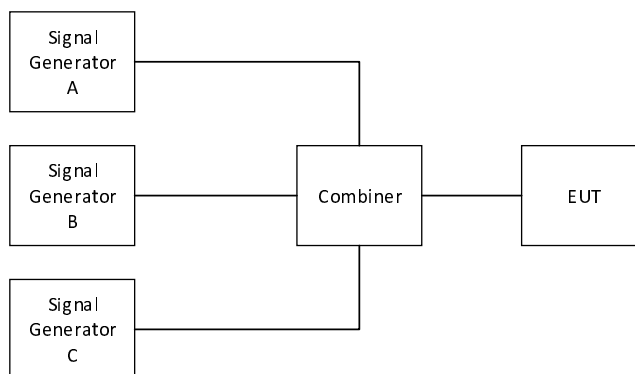 Signal
Generator
A
Signal
Generator
B
Combiner
EUT
Signal
Generator
C